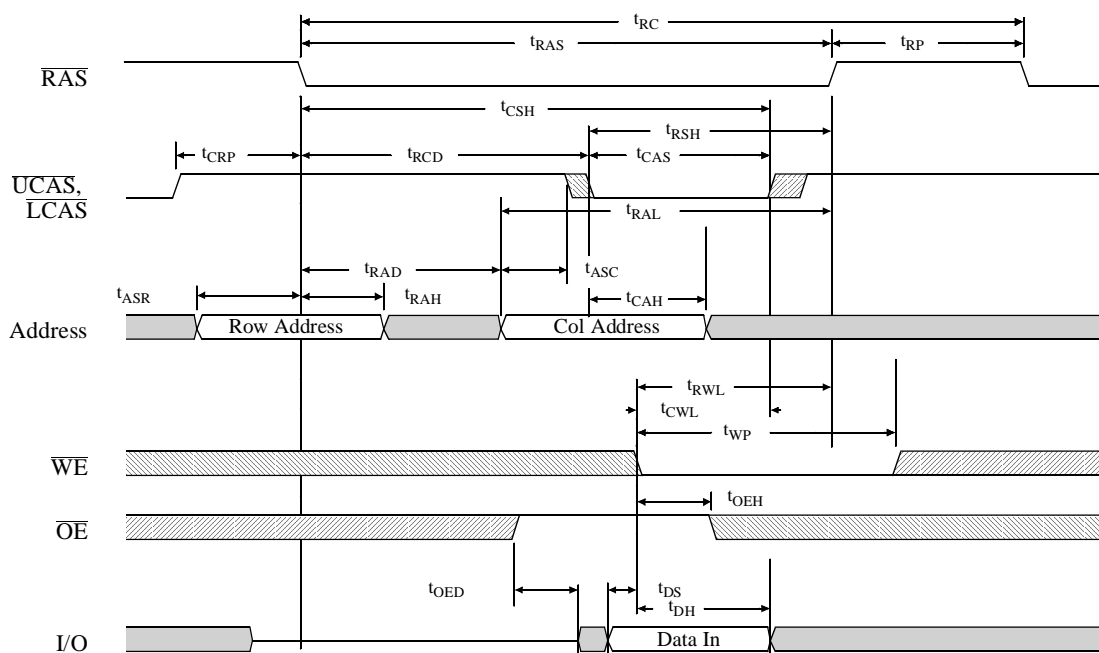 tRC
tRAS
tRP
RAS
tCSH
tRSH
tCRP
tRCD
tCAS
UCAS,
LCAS
tRAL
tRAD
tASC
tASR
tRAH
tCAH
Address
Row Address
Col Address
tRWL
tCWL
tWP
WE
tOEH
OE
tOED
tDS
tDH
I/O
Data In